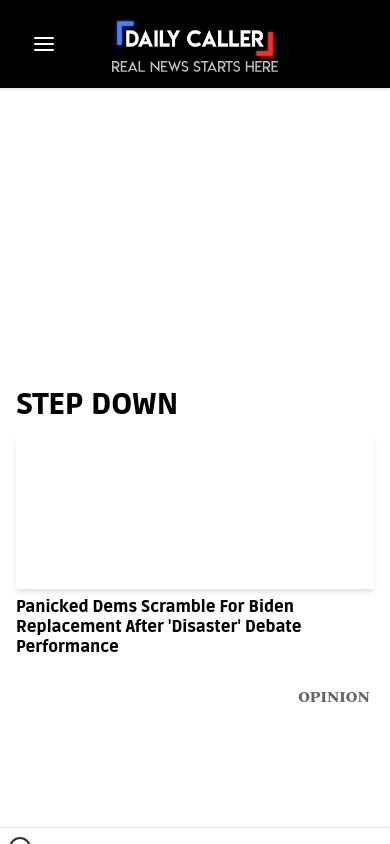 DAILY CALLER
REAL NEWS STARTS HERE
STEP DOWN
Panicked Dems Scramble For Biden
Replacement After 'Disaster' Debate
Performance
OPINION